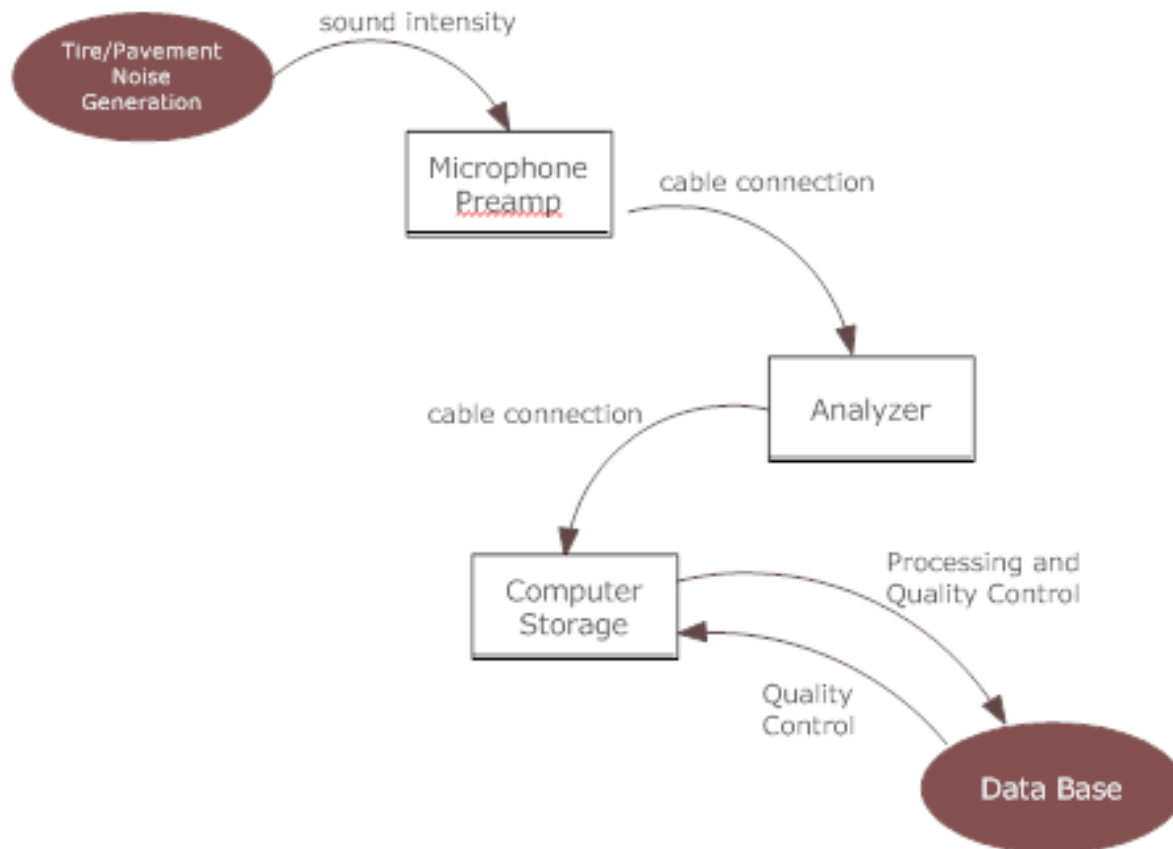 sound intensity
Tire/Pavement
Noise
Generation
Microphone
Preamp
cable connection
Analyzer
cable connection
Computer
Storage
Processing and
Quality Control
Quality
Control
Data Base